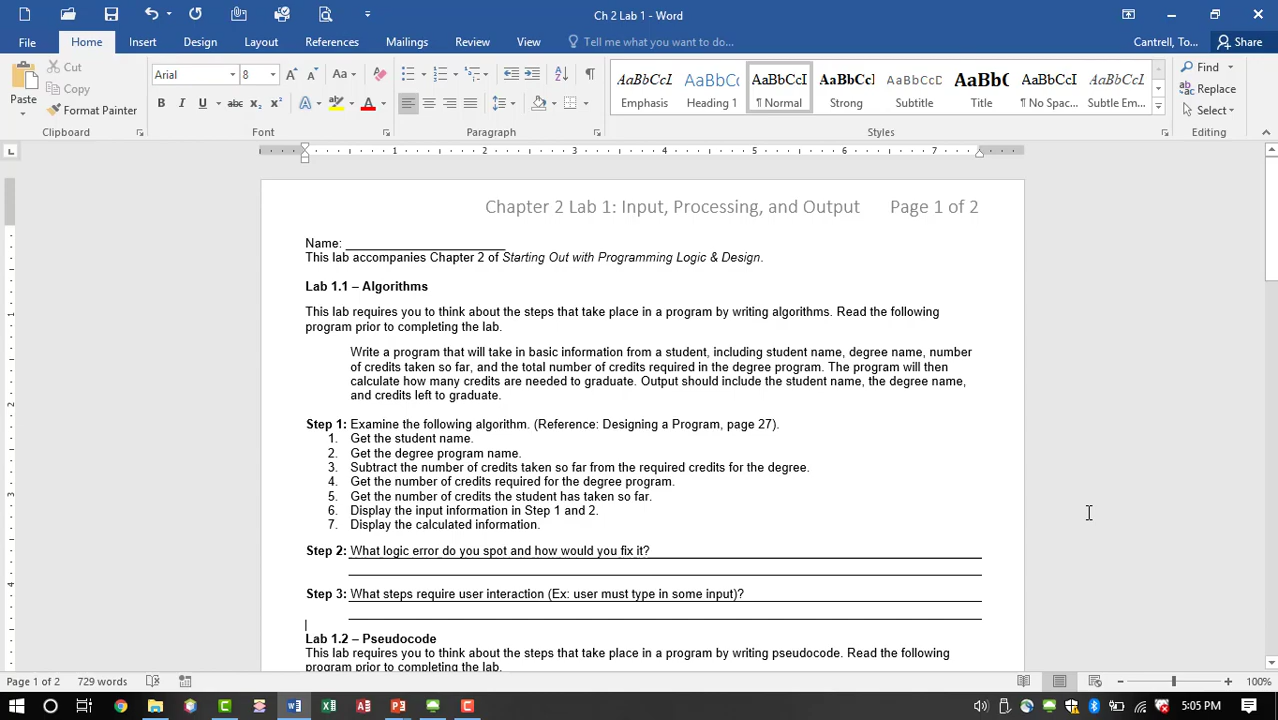 Ch 2 Lab 1 - Word
File Home Insert Design Layout References Mailings Review View Tell me what you want to do... Cantrell, To... Share
Cut
Copy
Format Painter
Paste
Clipboard
Arial 8
Font
Paragraph
AaBbCcI AaBbCc AaBbCcI AaBbCcI AaBbCcD AaBb( AaBbCcI AaBbCcI
Emphasis Heading 1 ¶ Normal Strong Subtitle Title ¶ No Spac... Subtle Em...
Styles
Find
Replace
Select
Editing
1 2 3 4 5 6 7
Chapter 2 Lab 1: Input, Processing, and Output Page 1 of 2
Name: ______________________
This lab accompanies Chapter 2 of Starting Out with Programming Logic & Design.
Lab 1.1 – Algorithms
This lab requires you to think about the steps that take place in a program by writing algorithms. Read the following
program prior to completing the lab.
Write a program that will take in basic information from a student, including student name, degree name, number
of credits taken so far, and the total number of credits required in the degree program. The program will then
calculate how many credits are needed to graduate. Output should include the student name, the degree name,
and credits left to graduate.
Step 1: Examine the following algorithm. (Reference: Designing a Program, page 27).
1. Get the student name.
2. Get the degree program name.
3. Subtract the number of credits taken so far from the required credits for the degree.
4. Get the number of credits required for the degree program.
5. Get the number of credits the student has taken so far.
6. Display the input information in Step 1 and 2.
7. Display the calculated information.
Step 2: What logic error do you spot and how would you fix it?
Step 3: What steps require user interaction (Ex: user must type in some input)?
Lab 1.2 – Pseudocode
This lab requires you to think about the steps that take place in a program by writing pseudocode. Read the following
program prior to completing the lab.
Page 1 of 2 729 words 100%
5:05 PM